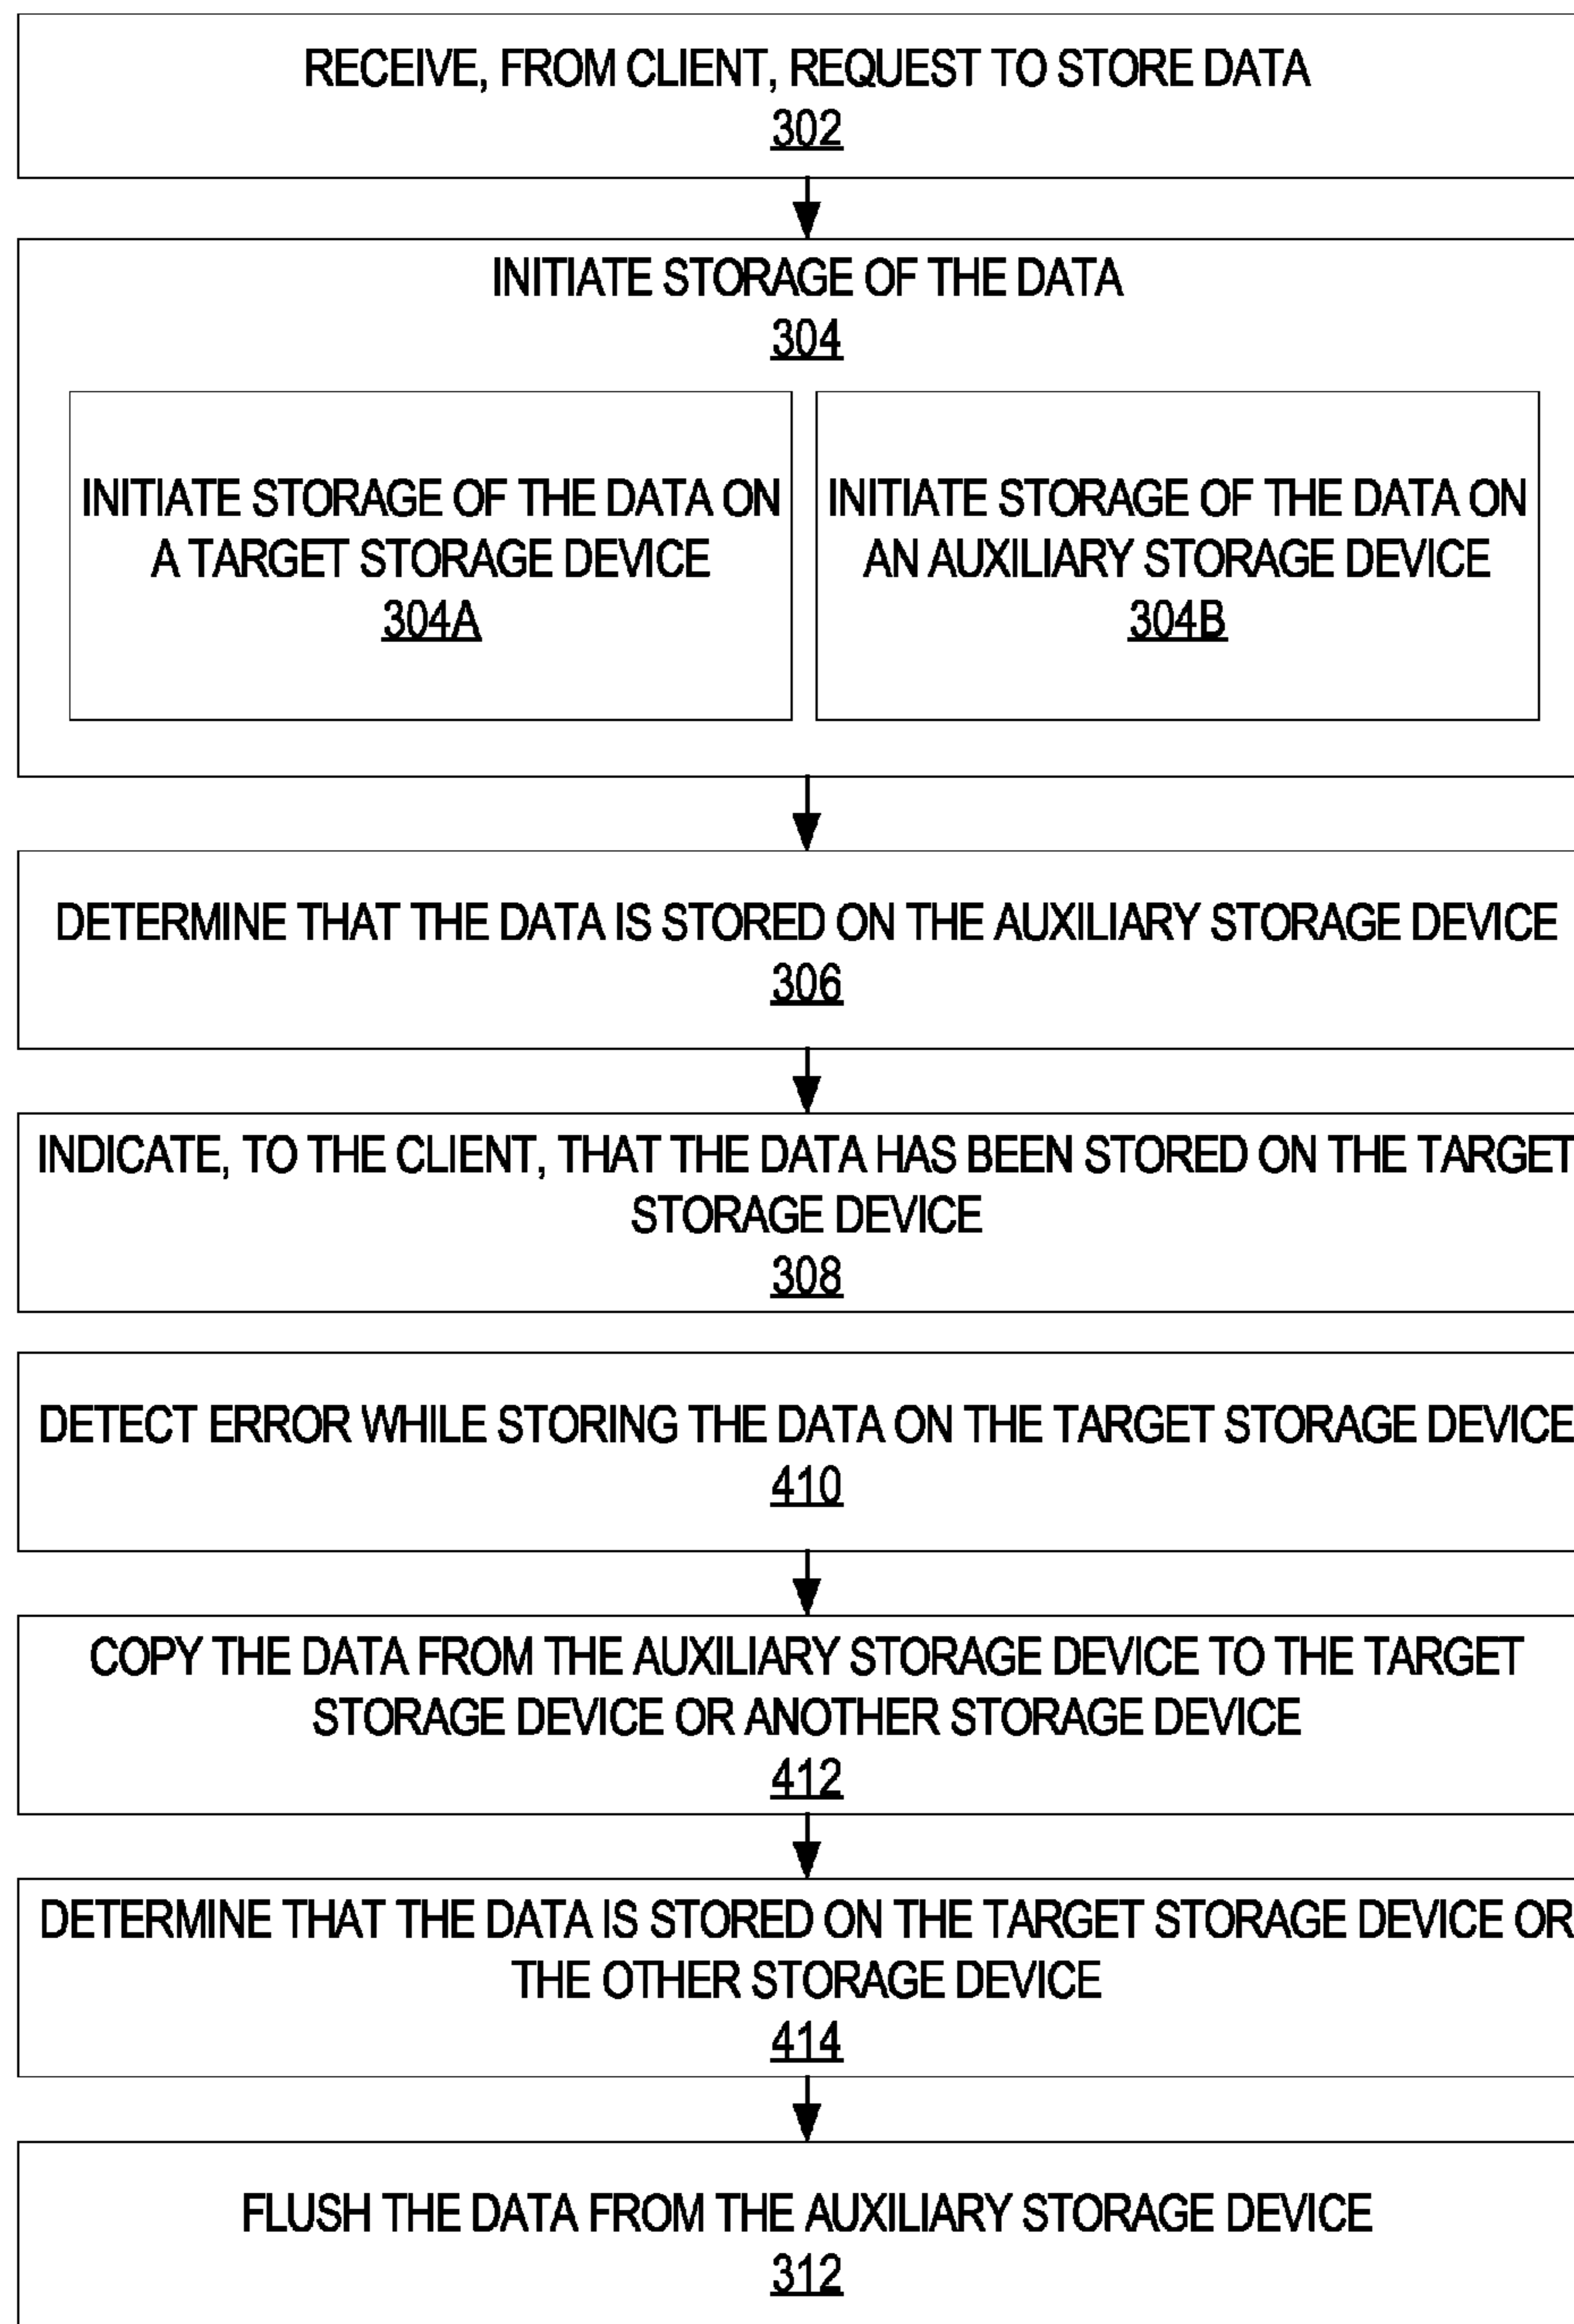 RECEIVE, FROM CLIENT, REQUEST TO STORE DATA
302
INITIATE STORAGE OF THE DATA
304
INITIATE STORAGE OF THE DATA ON
A TARGET STORAGE DEVICE
304A
INITIATE STORAGE OF THE DATA ON
AN AUXILIARY STORAGE DEVICE
304B
DETERMINE THAT THE DATA IS STORED ON THE AUXILIARY STORAGE DEVICE
306
INDICATE, TO THE CLIENT, THAT THE DATA HAS BEEN STORED ON THE TARGET
STORAGE DEVICE
308
DETECT ERROR WHILE STORING THE DATA ON THE TARGET STORAGE DEVICE
410
COPY THE DATA FROM THE AUXILIARY STORAGE DEVICE TO THE TARGET
STORAGE DEVICE OR ANOTHER STORAGE DEVICE
412
DETERMINE THAT THE DATA IS STORED ON THE TARGET STORAGE DEVICE OR
THE OTHER STORAGE DEVICE
414
FLUSH THE DATA FROM THE AUXILIARY STORAGE DEVICE
312